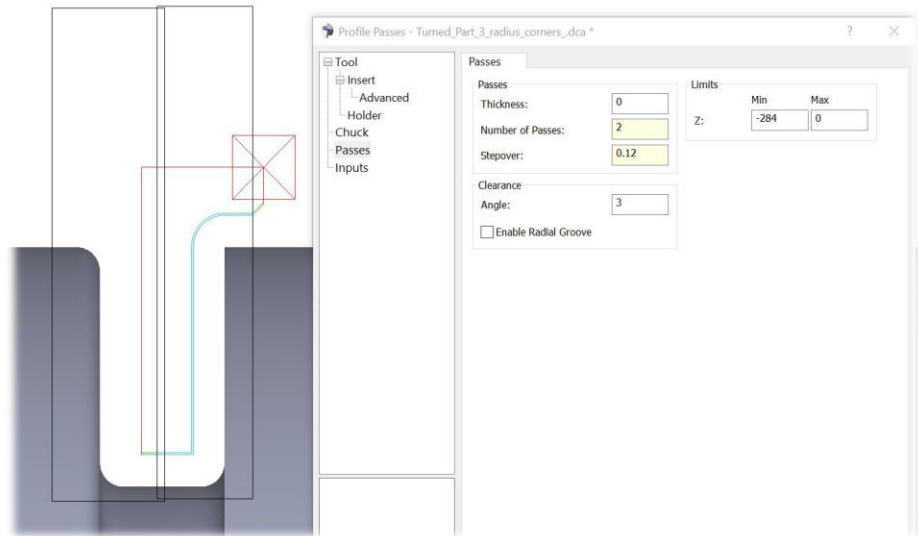 Profile Passes - Turned_Part_3_radius_corners_.dca *
? ×
Tool
Insert
Advanced
Holder
Chuck
Passes
Inputs
Passes
Passes
Thickness: 0
Number of Passes: 2
Stepover: 0.12
Clearance
Angle: 3
Enable Radial Groove
Limits
Min Max
Z: -284 0